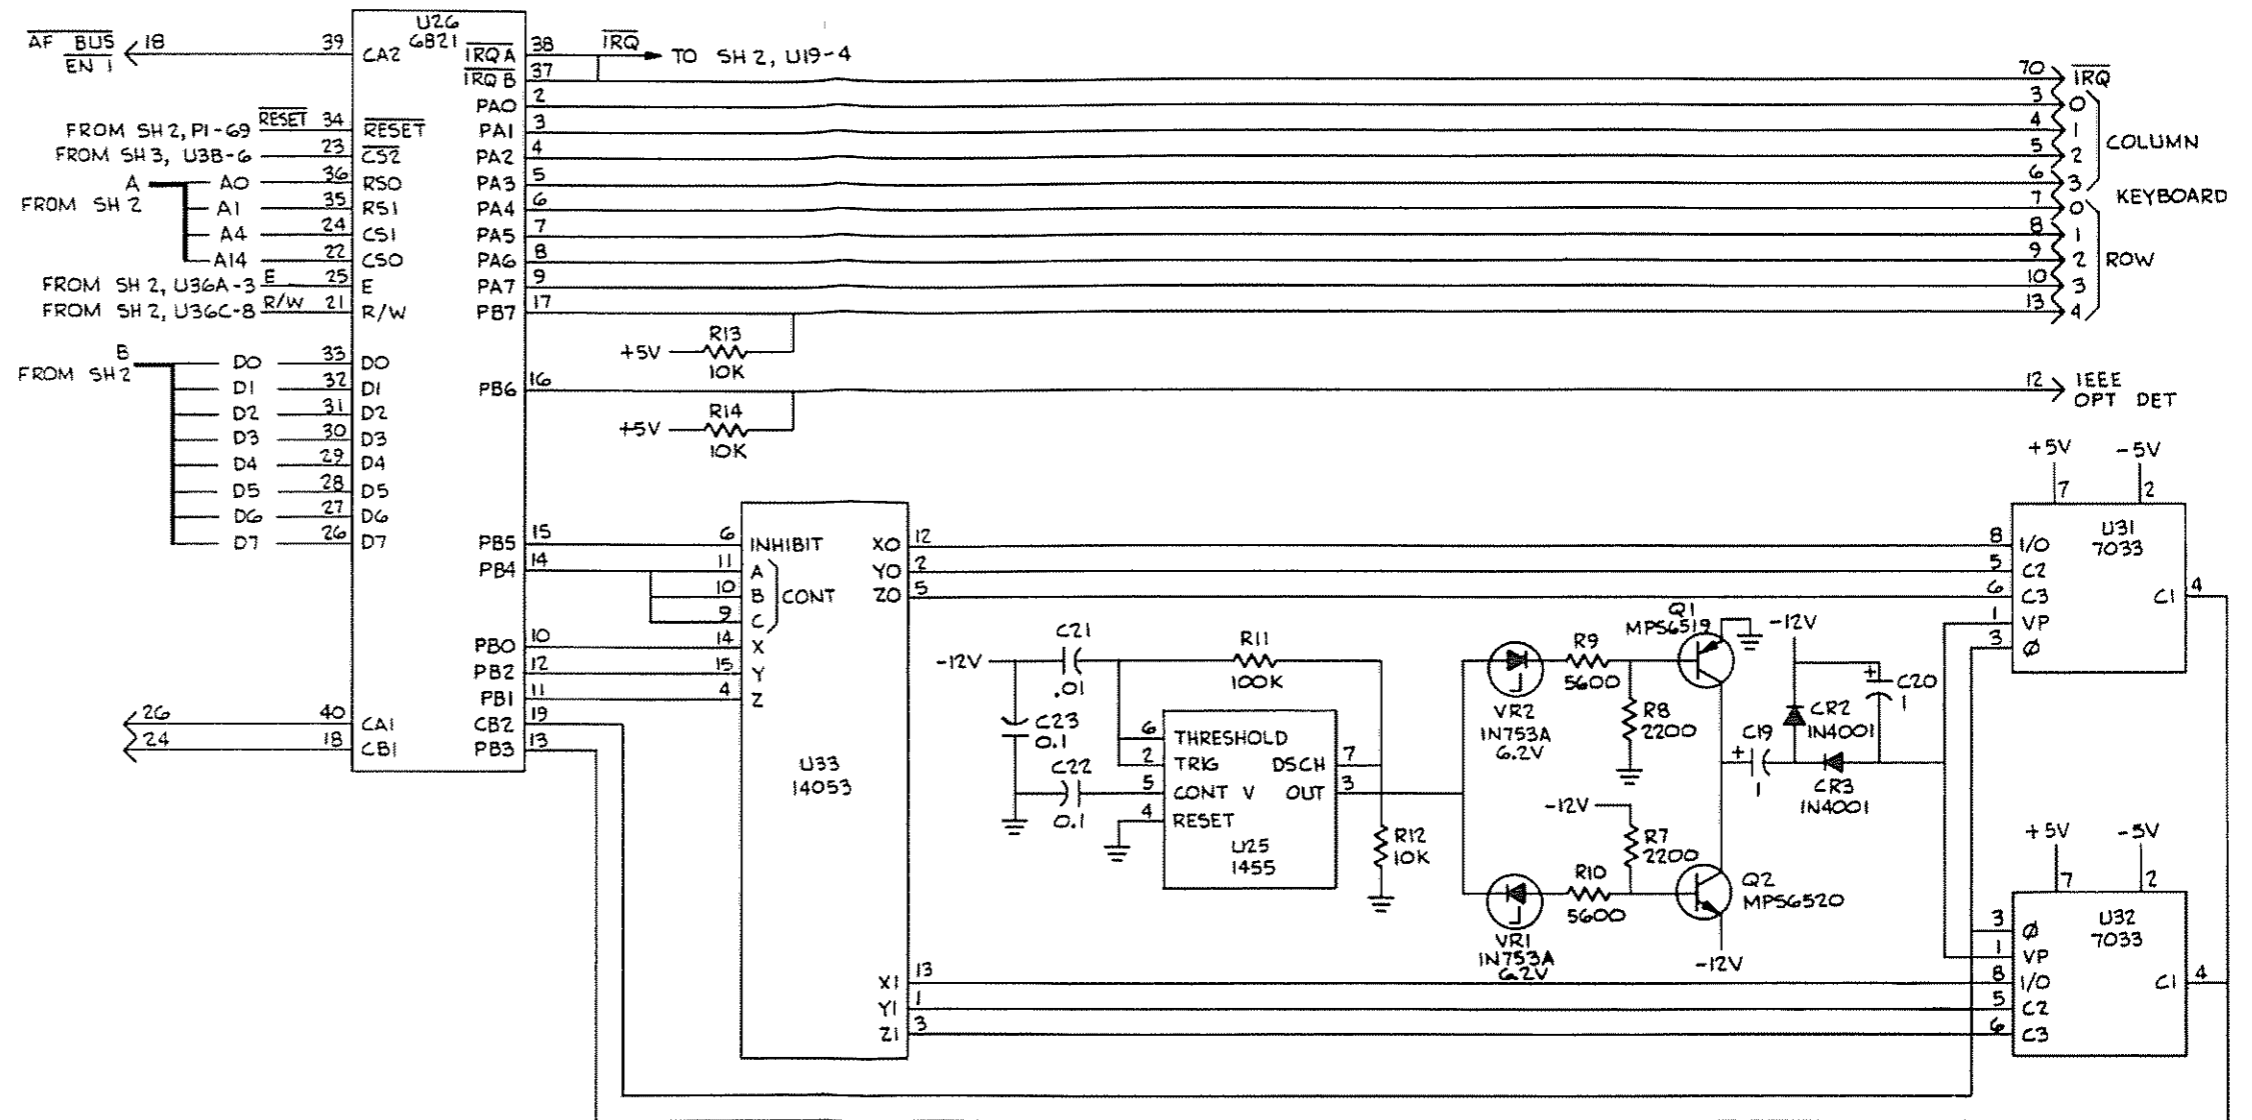 U26
6821
AF BUS
EN 1
18
39
CA2
IRQ A
38
IRQ
TO SH 2, U19-4
IRQ B
37
70
IRQ
PA0
2
3
0
FROM SH 2, P1-69
RESET
34
RESET
PA1
3
4
1
COLUMN
FROM SH 3, U3B-6
23
CS2
PA2
4
5
2
A
FROM SH 2
A0
36
RS0
PA3
5
6
3
KEYBOARD
A1
35
RS1
PA4
6
7
0
A4
24
CS1
PA5
7
8
1
A14
22
CS0
PA6
8
9
2
ROW
FROM SH 2, U36A-3
E
25
E
PA7
9
10
3
FROM SH 2, U36C-8
R/W
21
R/W
PB7
17
13
4
R13
+5V
10K
B
FROM SH 2
D0
33
D0
D1
32
D1
PB6
16
12
IEEE
OPT DET
D2
31
D2
R14
+5V
10K
D3
30
D3
D4
29
D4
D5
28
D5
D6
27
D6
D7
26
D7
PB5
15
6
INHIBIT
X0
12
PB4
14
11
A
Y0
2
10
B
CONT
Z0
5
9
C
PB0
10
14
X
PB2
12
15
Y
PB1
11
4
Z
26
40
CA1
CB2
19
24
18
CB1
PB3
13
U33
14053
X1
13
Y1
1
Z1
3
+5V
-5V
7
2
U31
7033
8
I/O
5
C2
6
C3
C1
4
1
VP
3
Ø
-12V
C21
.01
R11
100K
C23
0.1
C22
0.1
6
THRESHOLD
2
TRIG
DSCH
7
5
CONT V
OUT
3
4
RESET
U25
1455
R12
10K
VR2
1N753A
6.2V
R9
5600
R8
2200
Q1
MPS6519
-12V
C20
+
1
CR2
1N4001
C19
+
1
CR3
1N4001
-12V
R7
2200
R10
5600
VR1
1N753A
6.2V
Q2
MPS6520
-12V
+5V
-5V
7
2
U32
7033
3
Ø
1
VP
8
I/O
C1
4
5
C2
6
C3